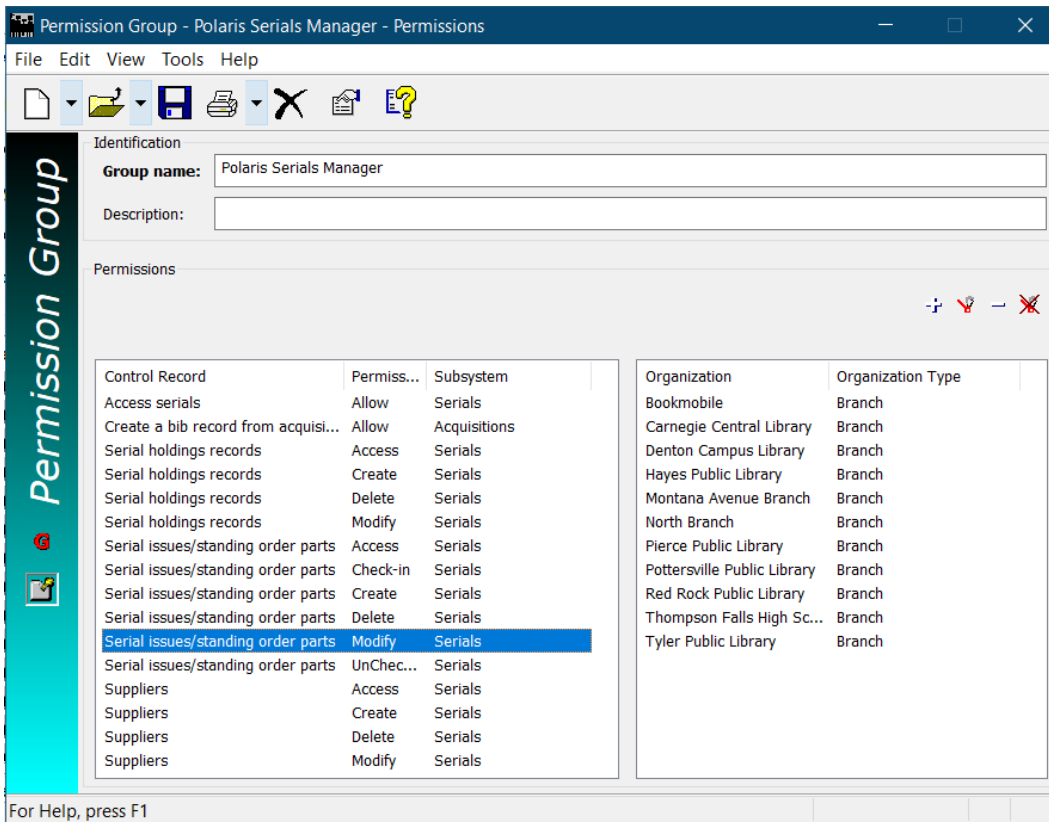 Permission Group - Polaris Serials Manager - Permissions
File Edit View Tools Help
Permission Group
G
Identification
Group name: Polaris Serials Manager
Description:
Permissions
Control Record Permiss... Subsystem
Access serials Allow Serials
Create a bib record from acquisi... Allow Acquisitions
Serial holdings records Access Serials
Serial holdings records Create Serials
Serial holdings records Delete Serials
Serial holdings records Modify Serials
Serial issues/standing order parts Access Serials
Serial issues/standing order parts Check-in Serials
Serial issues/standing order parts Create Serials
Serial issues/standing order parts Delete Serials
Serial issues/standing order parts Modify Serials
Serial issues/standing order parts UnChec... Serials
Suppliers Access Serials
Suppliers Create Serials
Suppliers Delete Serials
Suppliers Modify Serials
Organization Organization Type
Bookmobile Branch
Carnegie Central Library Branch
Denton Campus Library Branch
Hayes Public Library Branch
Montana Avenue Branch Branch
North Branch Branch
Pierce Public Library Branch
Pottersville Public Library Branch
Red Rock Public Library Branch
Thompson Falls High Sc... Branch
Tyler Public Library Branch
For Help, press F1